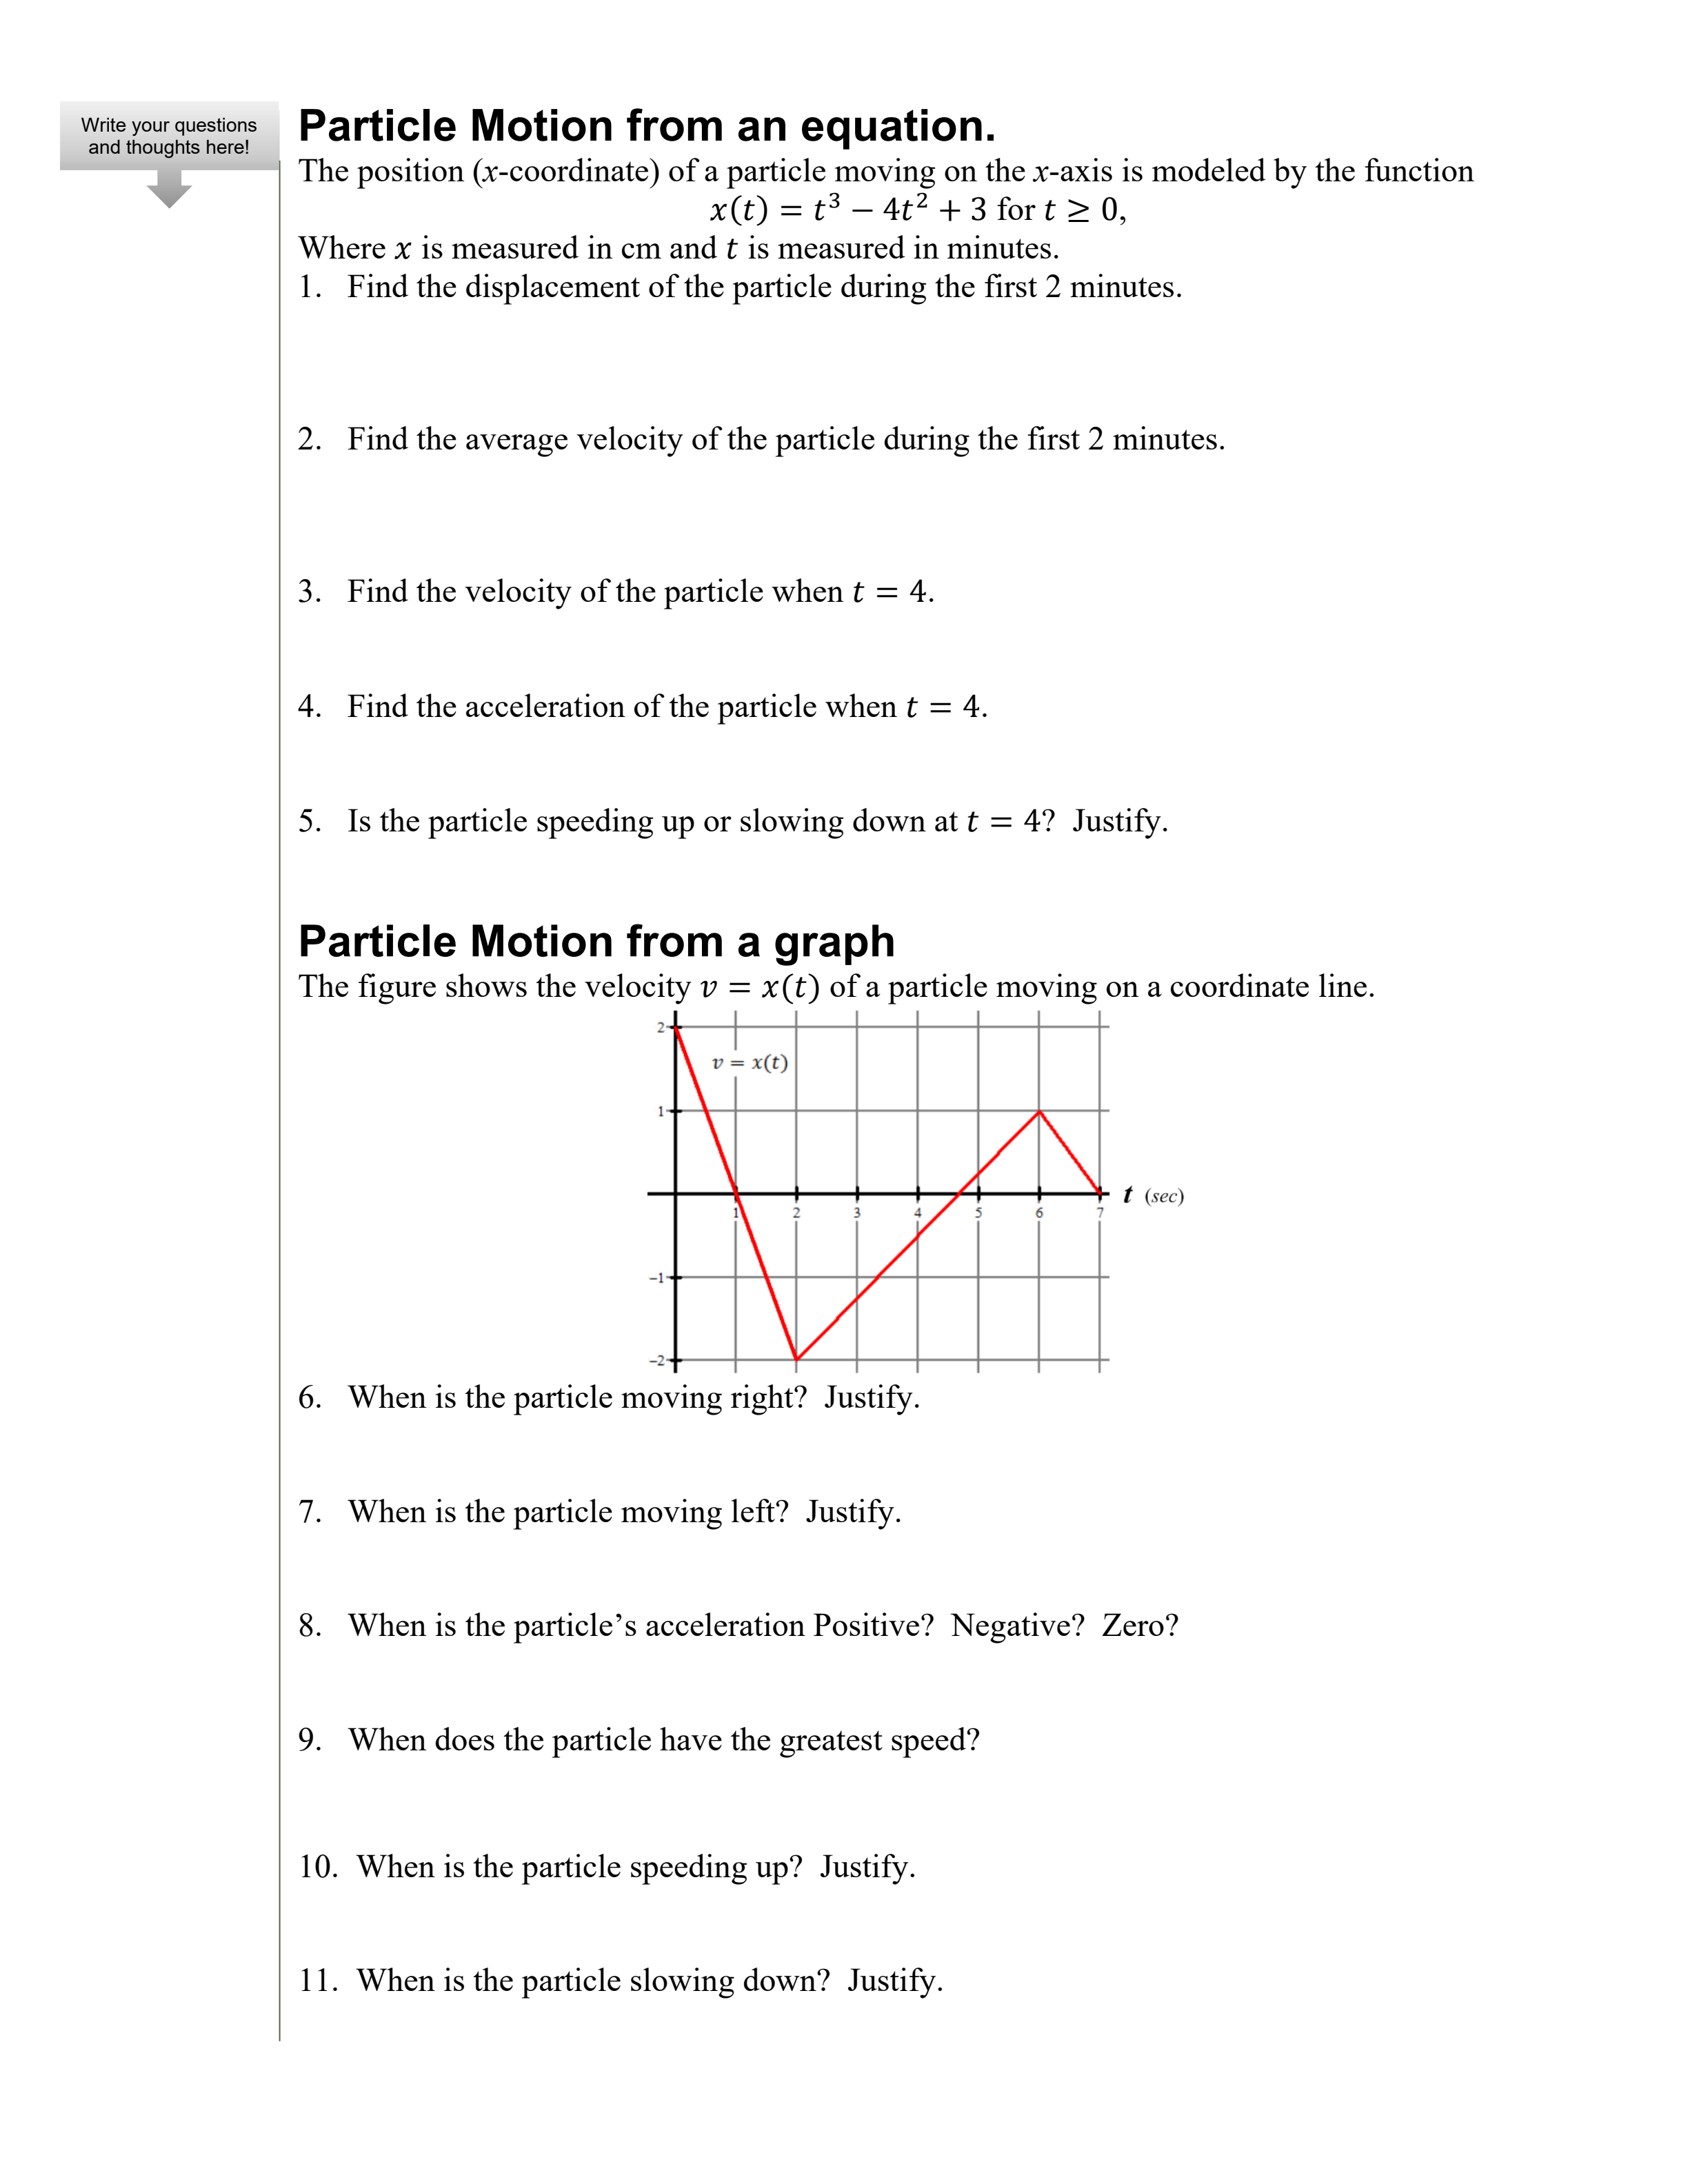 Write your questions
and thoughts here!
Particle Motion from an equation.
The position (x-coordinate) of a particle moving on the x-axis is modeled by the function
x(t) = t³ − 4t² + 3 for t ≥ 0,
Where x is measured in cm and t is measured in minutes.
1. Find the displacement of the particle during the first 2 minutes.
2. Find the average velocity of the particle during the first 2 minutes.
3. Find the velocity of the particle when t = 4.
4. Find the acceleration of the particle when t = 4.
5. Is the particle speeding up or slowing down at t = 4? Justify.
Particle Motion from a graph
The figure shows the velocity v = x(t) of a particle moving on a coordinate line.
2
v = x(t)
1
t (sec)
1 2 3 4 5 6 7
−1
−2
6. When is the particle moving right? Justify.
7. When is the particle moving left? Justify.
8. When is the particle’s acceleration Positive? Negative? Zero?
9. When does the particle have the greatest speed?
10. When is the particle speeding up? Justify.
11. When is the particle slowing down? Justify.